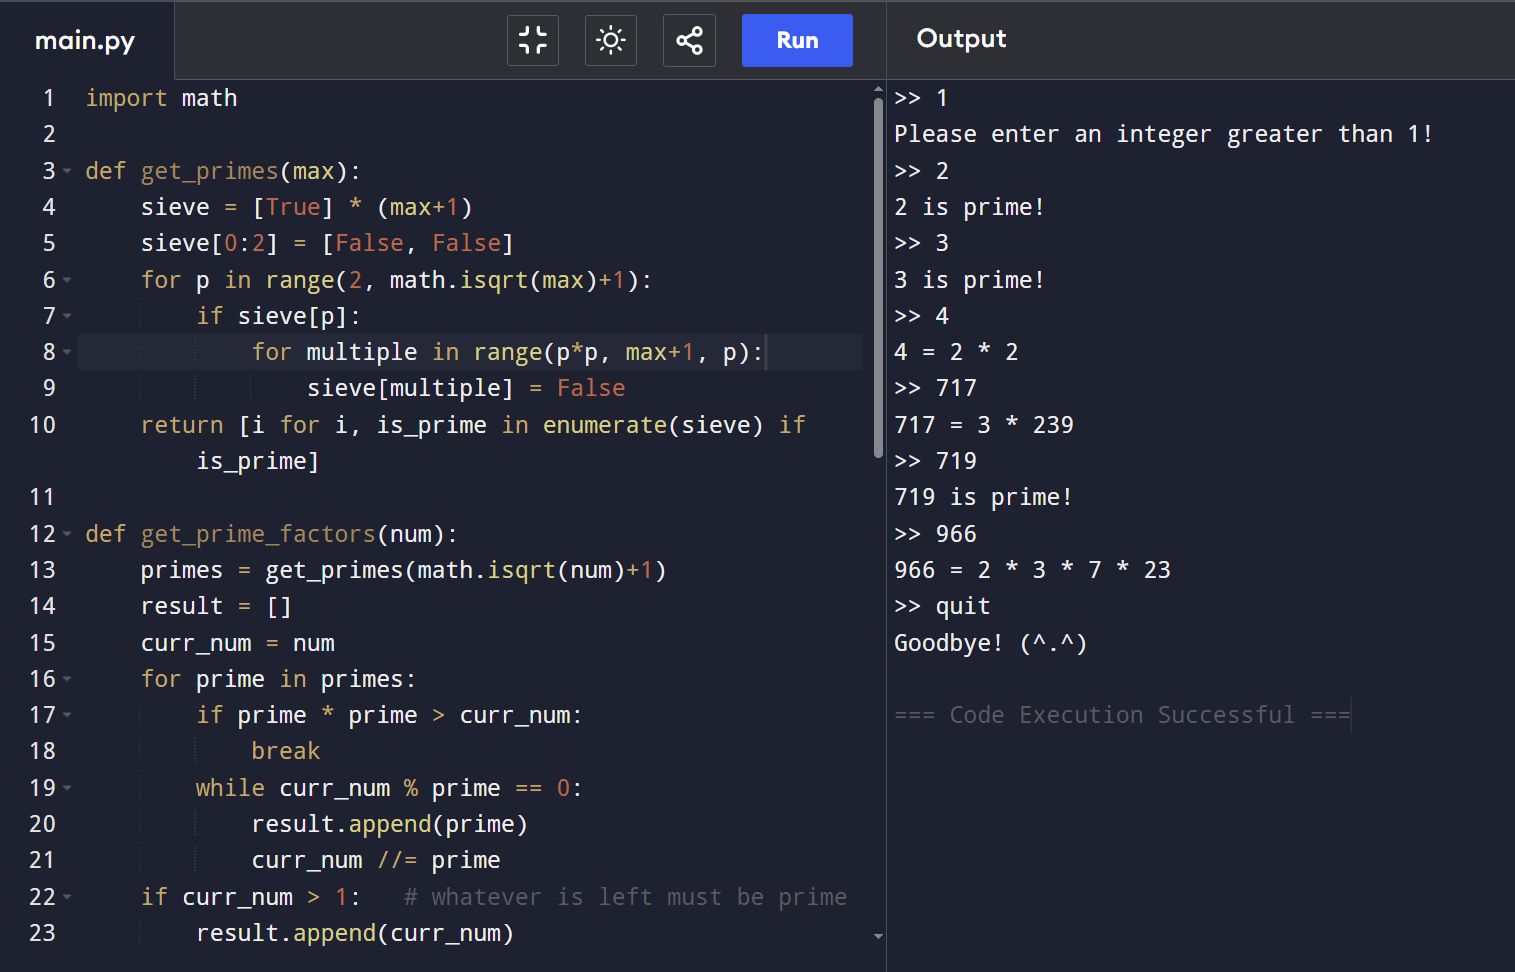 main.py
Run
Output
1 import math
2
3 def get_primes(max):
4     sieve = [True] * (max+1)
5     sieve[0:2] = [False, False]
6     for p in range(2, math.isqrt(max)+1):
7         if sieve[p]:
8             for multiple in range(p*p, max+1, p):
9                 sieve[multiple] = False
10     return [i for i, is_prime in enumerate(sieve) if
        is_prime]
11
12 def get_prime_factors(num):
13     primes = get_primes(math.isqrt(num)+1)
14     result = []
15     curr_num = num
16     for prime in primes:
17         if prime * prime > curr_num:
18             break
19         while curr_num % prime == 0:
20             result.append(prime)
21             curr_num //= prime
22     if curr_num > 1:   # whatever is left must be prime
23         result.append(curr_num)
>> 1
Please enter an integer greater than 1!
>> 2
2 is prime!
>> 3
3 is prime!
>> 4
4 = 2 * 2
>> 717
717 = 3 * 239
>> 719
719 is prime!
>> 966
966 = 2 * 3 * 7 * 23
>> quit
Goodbye! (^.^)
=== Code Execution Successful ===